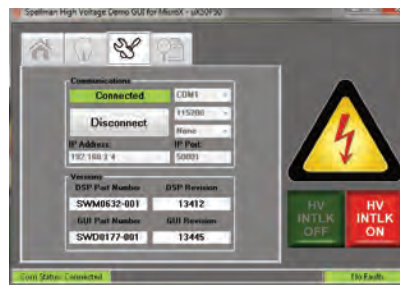 Spellman High Voltage Demo GUI for MicroX - uX50P50
Communications
Connected
COM1
Disconnect
115200
None
IP Address:
IP Port:
192.168.1.4
50001
Versions
DSP Part Number
DSP Revision
SWM0632-001
13412
GUI Part Number
GUI Revision
SWD0177-001
13445
HV INTLK OFF
HV INTLK ON
Com Status: Connected
No Faults